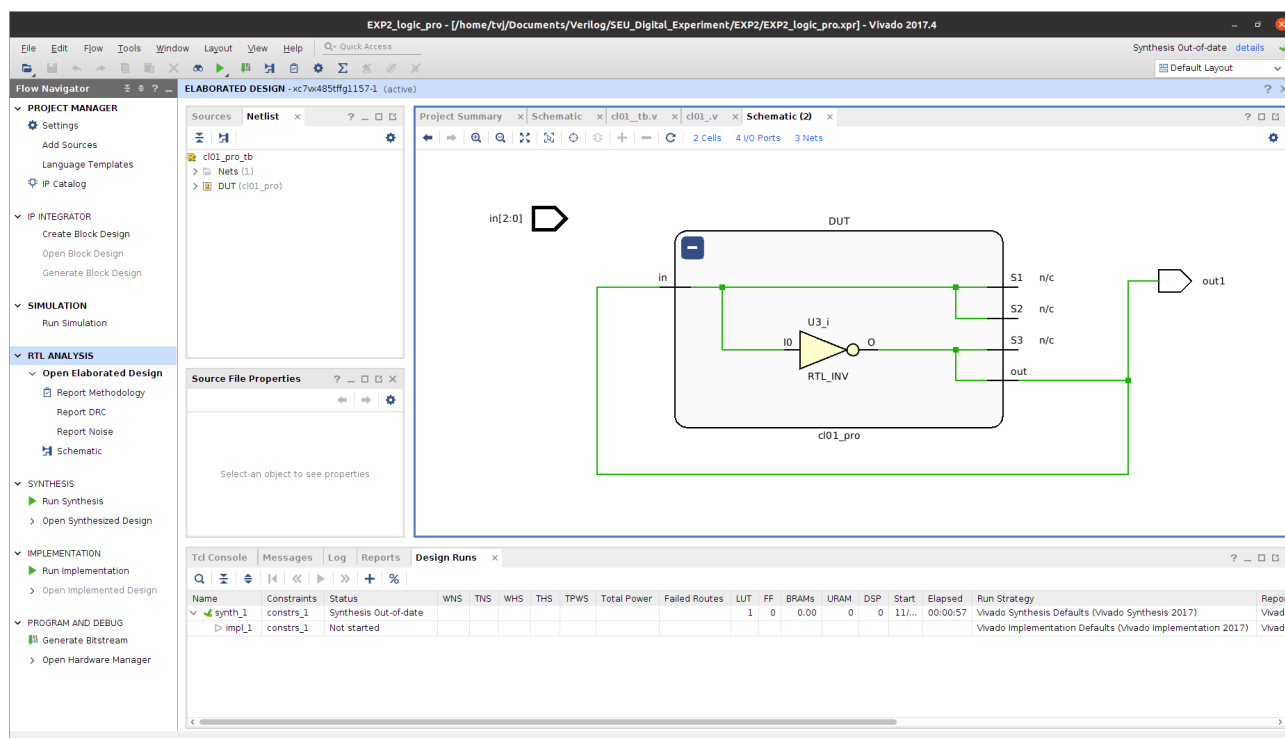 EXP2_logic_pro - [/home/tvj/Documents/Verilog/SEU_Digital_Experiment/EXP2/EXP2_logic_pro.xpr] - Vivado 2017.4
File Edit Flow Tools Window Layout View Help Quick Access
Synthesis Out-of-date details
Default Layout
Flow Navigator
ELABORATED DESIGN - xc7vx485tffg1157-1 (active)
PROJECT MANAGER
Settings
Add Sources
Language Templates
IP Catalog
IP INTEGRATOR
Create Block Design
Open Block Design
Generate Block Design
SIMULATION
Run Simulation
RTL ANALYSIS
Open Elaborated Design
Report Methodology
Report DRC
Report Noise
Schematic
SYNTHESIS
Run Synthesis
Open Synthesized Design
IMPLEMENTATION
Run Implementation
Open Implemented Design
PROGRAM AND DEBUG
Generate Bitstream
Open Hardware Manager
Sources Netlist
cl01_pro_tb
Nets (1)
DUT (cl01_pro)
Source File Properties
Select an object to see properties
Project Summary Schematic cl01__tb.v cl01_.v Schematic (2)
2 Cells 4 I/O Ports 3 Nets
in[2:0]
DUT
in
S1 n/c
out1
S2 n/c
U3_i
S3 n/c
I0 O
out
RTL_INV
cl01_pro
Tcl Console Messages Log Reports Design Runs
Name Constraints Status WNS TNS WHS THS TPWS Total Power Failed Routes LUT FF BRAMs URAM DSP Start Elapsed Run Strategy Repor
synth_1 constrs_1 Synthesis Out-of-date 1 0 0.00 0 0 11/... 00:00:57 Vivado Synthesis Defaults (Vivado Synthesis 2017) Vivad
impl_1 constrs_1 Not started Vivado Implementation Defaults (Vivado Implementation 2017) Vivad